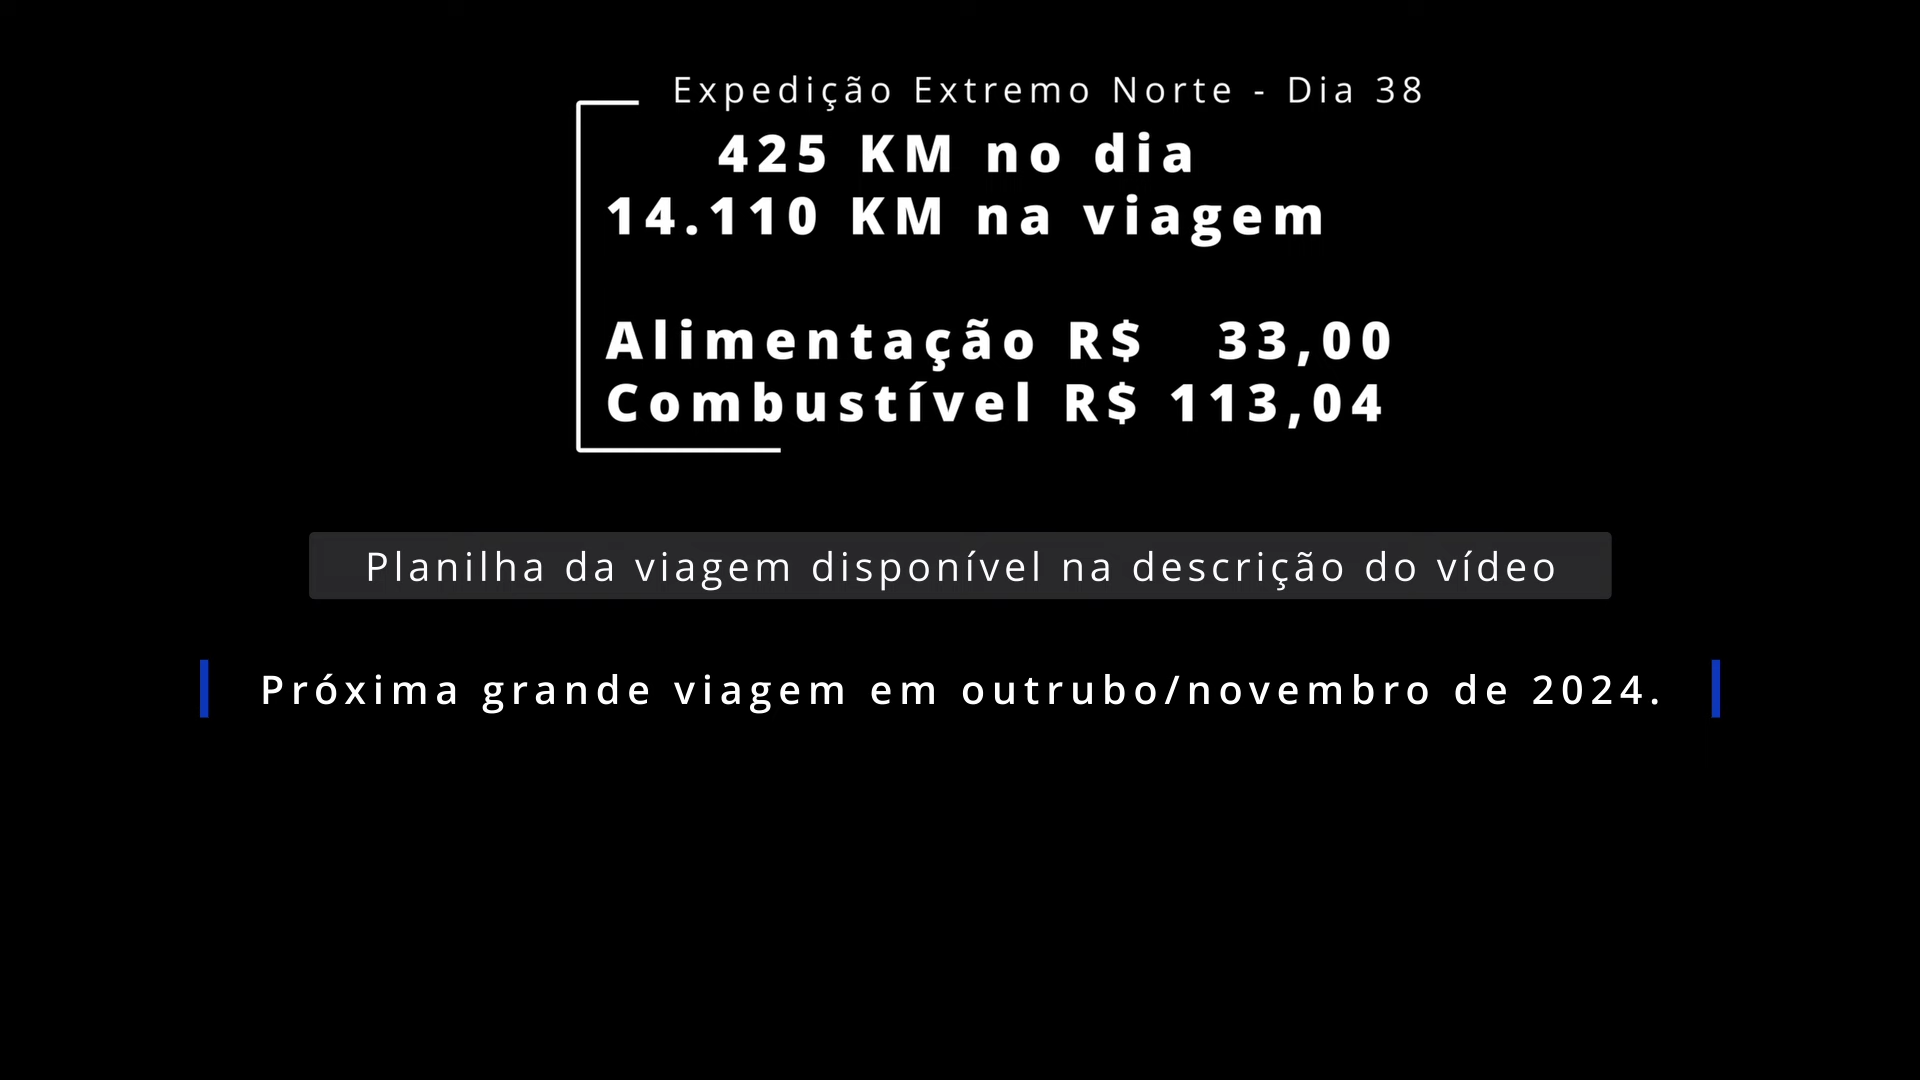 Expedição Extremo Norte - Dia 38
425 KM no dia
14.110 KM na viagem
Alimentação R$ 33,00
Combustível R$ 113,04
Planilha da viagem disponível na descrição do vídeo
Próxima grande viagem em outrubo/novembro de 2024.